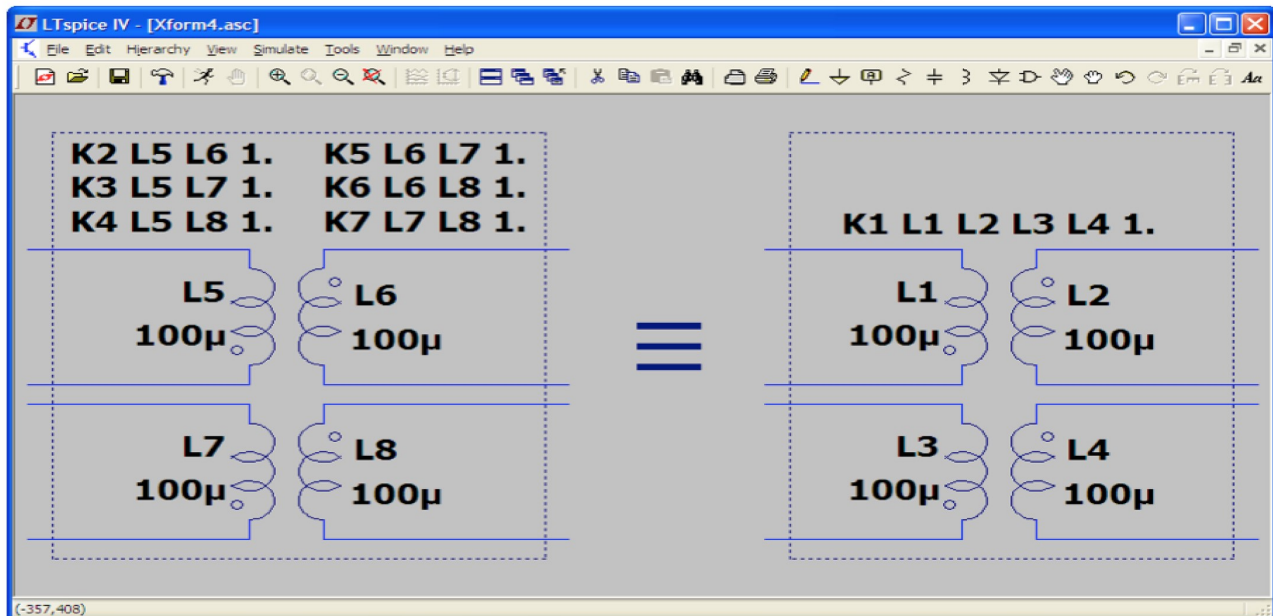 LTspice IV - [Xform4.asc]
File Edit Hierarchy View Simulate Tools Window Help
Aa
K2 L5 L6 1. K5 L6 L7 1.
K3 L5 L7 1. K6 L6 L8 1.
K4 L5 L8 1. K7 L7 L8 1.
K1 L1 L2 L3 L4 1.
L5
100µ
L6
100µ
L1
100µ
L2
100µ
L7
100µ
L8
100µ
L3
100µ
L4
100µ
(-357,408)